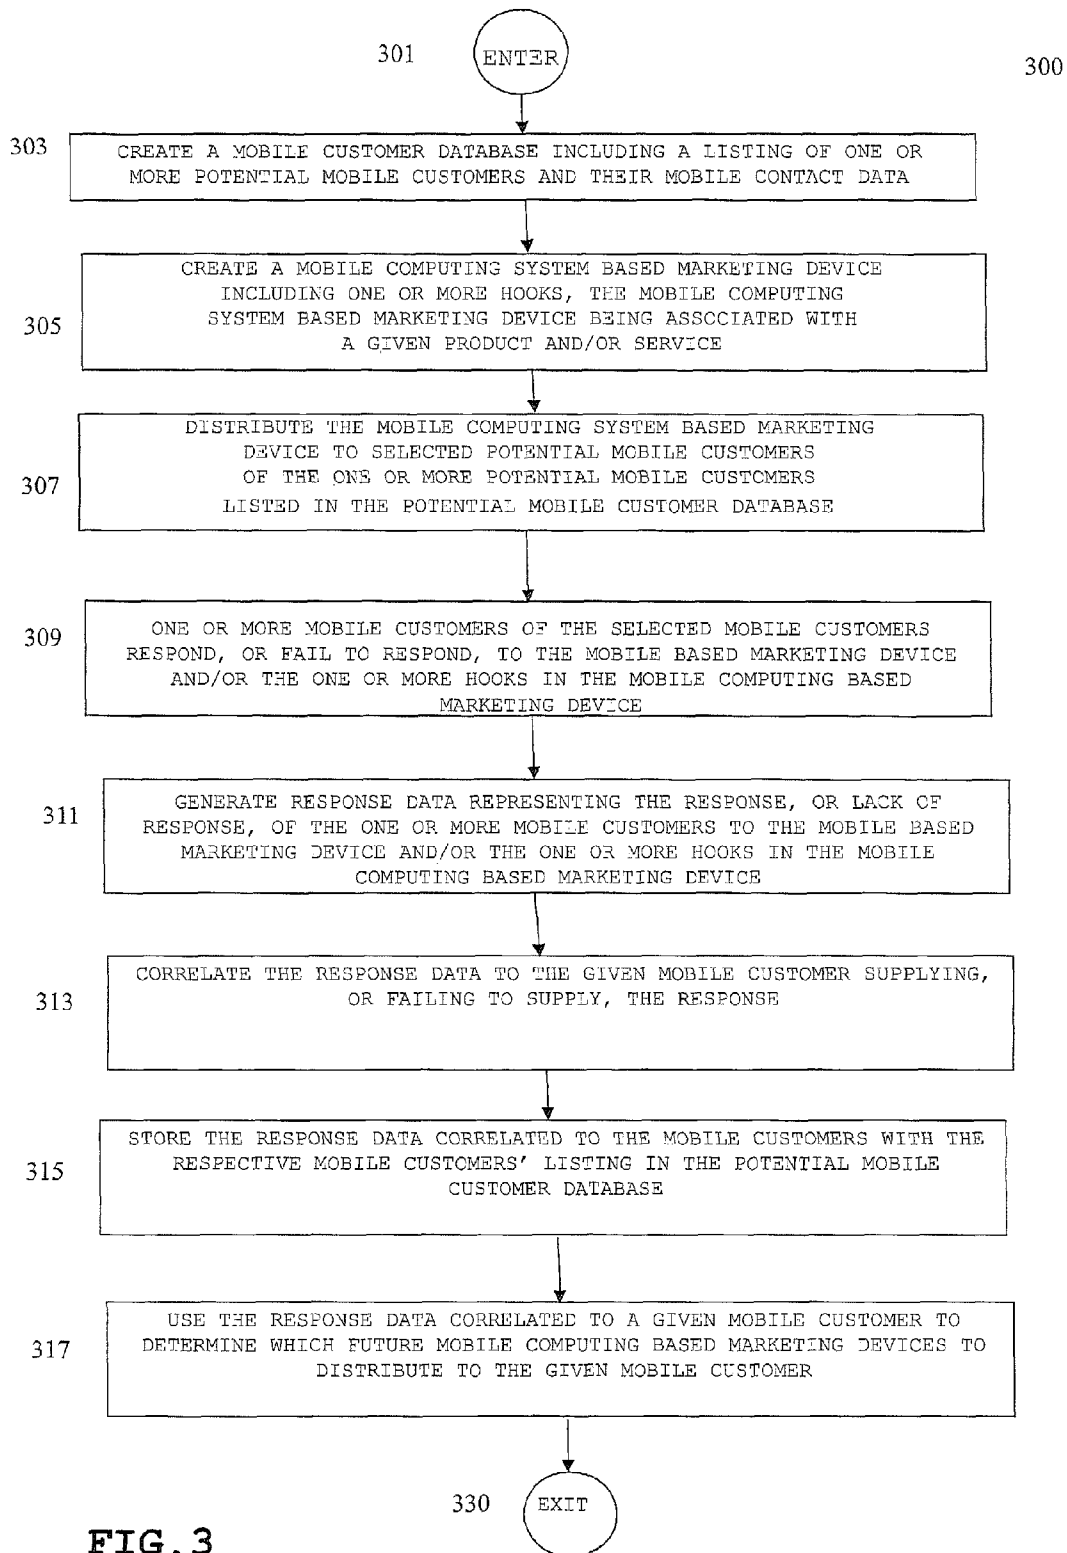 301
ENTER
300
303
CREATE A MOBILE CUSTOMER DATABASE INCLUDING A LISTING OF ONE OR
MORE POTENTIAL MOBILE CUSTOMERS AND THEIR MOBILE CONTACT DATA
305
CREATE A MOBILE COMPUTING SYSTEM BASED MARKETING DEVICE
INCLUDING ONE OR MORE HOOKS, THE MOBILE COMPUTING
SYSTEM BASED MARKETING DEVICE BEING ASSOCIATED WITH
A GIVEN PRODUCT AND/OR SERVICE
307
DISTRIBUTE THE MOBILE COMPUTING SYSTEM BASED MARKETING
DEVICE TO SELECTED POTENTIAL MOBILE CUSTOMERS
OF THE ONE OR MORE POTENTIAL MOBILE CUSTOMERS
LISTED IN THE POTENTIAL MOBILE CUSTOMER DATABASE
309
ONE OR MORE MOBILE CUSTOMERS OF THE SELECTED MOBILE CUSTOMERS
RESPOND, OR FAIL TO RESPOND, TO THE MOBILE BASED MARKETING DEVICE
AND/OR THE ONE OR MORE HOOKS IN THE MOBILE COMPUTING BASED
MARKETING DEVICE
311
GENERATE RESPONSE DATA REPRESENTING THE RESPONSE, OR LACK OF
RESPONSE, OF THE ONE OR MORE MOBILE CUSTOMERS TO THE MOBILE BASED
MARKETING DEVICE AND/OR THE ONE OR MORE HOOKS IN THE MOBILE
COMPUTING BASED MARKETING DEVICE
313
CORRELATE THE RESPONSE DATA TO THE GIVEN MOBILE CUSTOMER SUPPLYING,
OR FAILING TO SUPPLY, THE RESPONSE
315
STORE THE RESPONSE DATA CORRELATED TO THE MOBILE CUSTOMERS WITH THE
RESPECTIVE MOBILE CUSTOMERS' LISTING IN THE POTENTIAL MOBILE
CUSTOMER DATABASE
317
USE THE RESPONSE DATA CORRELATED TO A GIVEN MOBILE CUSTOMER TO
DETERMINE WHICH FUTURE MOBILE COMPUTING BASED MARKETING DEVICES TO
DISTRIBUTE TO THE GIVEN MOBILE CUSTOMER
330
EXIT
FIG.3